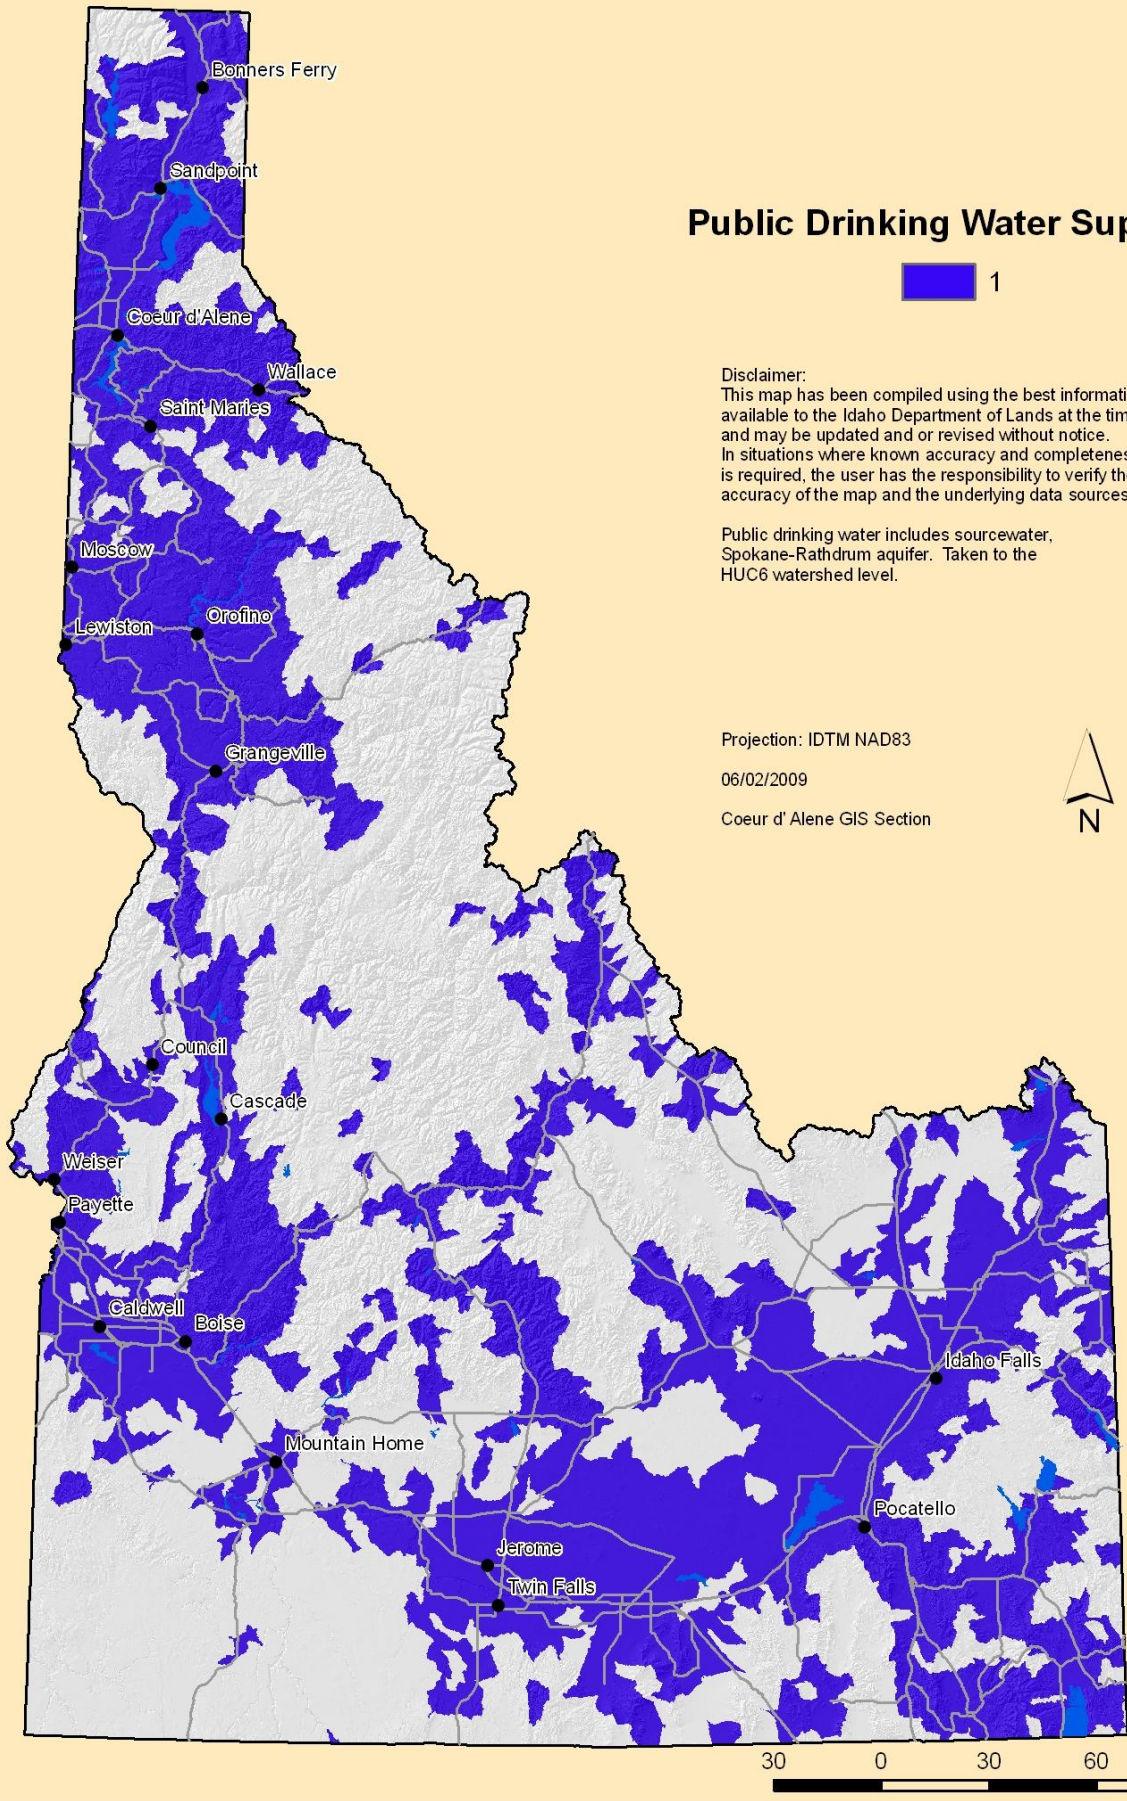 Bonners Ferry
Sandpoint
Public Drinking Water Sup
1
Coeur d'Alene
Wallace
Saint Maries
Disclaimer:
This map has been compiled using the best informati
available to the Idaho Department of Lands at the tim
and may be updated and or revised without notice.
In situations where known accuracy and completenes
is required, the user has the responsibility to verify the
accuracy of the map and the underlying data sources
Public drinking water includes sourcewater,
Spokane-Rathdrum aquifer. Taken to the
HUC6 watershed level.
Moscow
Orofino
Lewiston
Projection: IDTM NAD83
06/02/2009
Coeur d' Alene GIS Section
N
Grangeville
Council
Cascade
Weiser
Payette
Caldwell
Boise
Idaho Falls
Mountain Home
Pocatello
Jerome
Twin Falls
30 0 30 60